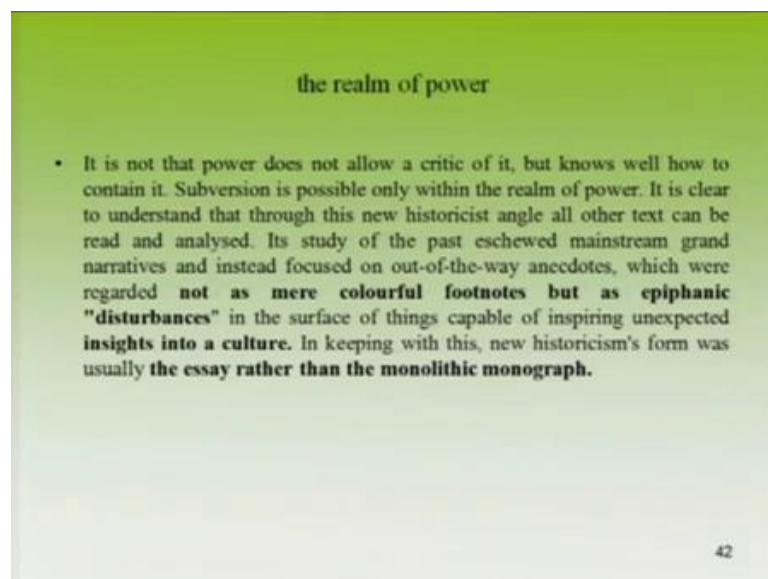 the realm of power
• It is not that power does not allow a critic of it, but knows well how to
contain it. Subversion is possible only within the realm of power. It is clear
to understand that through this new historicist angle all other text can be
read and analysed. Its study of the past eschewed mainstream grand
narratives and instead focused on out-of-the-way anecdotes, which were
regarded not as mere colourful footnotes but as epiphanic
"disturbances" in the surface of things capable of inspiring unexpected
insights into a culture. In keeping with this, new historicism's form was
usually the essay rather than the monolithic monograph.
42